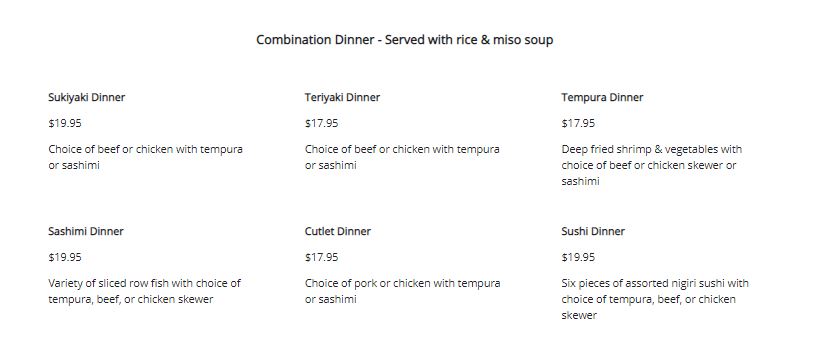 Combination Dinner - Served with rice & miso soup
Sukiyaki Dinner
$19.95
Choice of beef or chicken with tempura
or sashimi
Teriyaki Dinner
$17.95
Choice of beef or chicken with tempura
or sashimi
Tempura Dinner
$17.95
Deep fried shrimp & vegetables with
choice of beef or chicken skewer or
sashimi
Sashimi Dinner
$19.95
Variety of sliced row fish with choice of
tempura, beef, or chicken skewer
Cutlet Dinner
$17.95
Choice of pork or chicken with tempura
or sashimi
Sushi Dinner
$19.95
Six pieces of assorted nigiri sushi with
choice of tempura, beef, or chicken
skewer